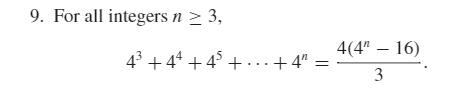 9. For all integers n ≥ 3,
4³ + 4⁴ + 4⁵ + ··· + 4ⁿ = 4(4ⁿ − 16) / 3.